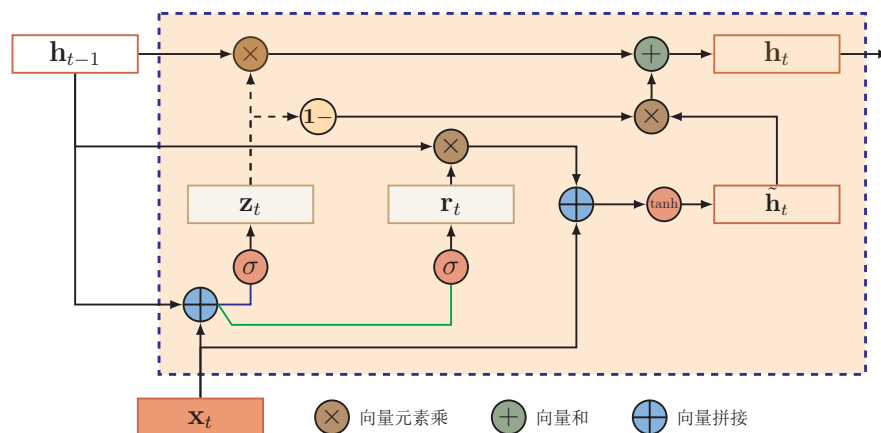 h_{t−1} × + h_t
1− ×
×
z_t r_t tanh h̃_t
σ σ
x_t × 向量元素乘 + 向量和 向量拼接